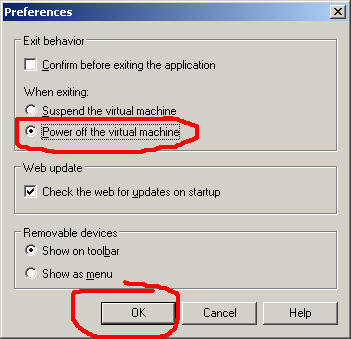 Preferences
Exit behavior
Confirm before exiting the application
When exiting:
Suspend the virtual machine
Power off the virtual machine
Web update
Check the web for updates on startup
Removable devices
Show on toolbar
Show as menu
OK Cancel Help